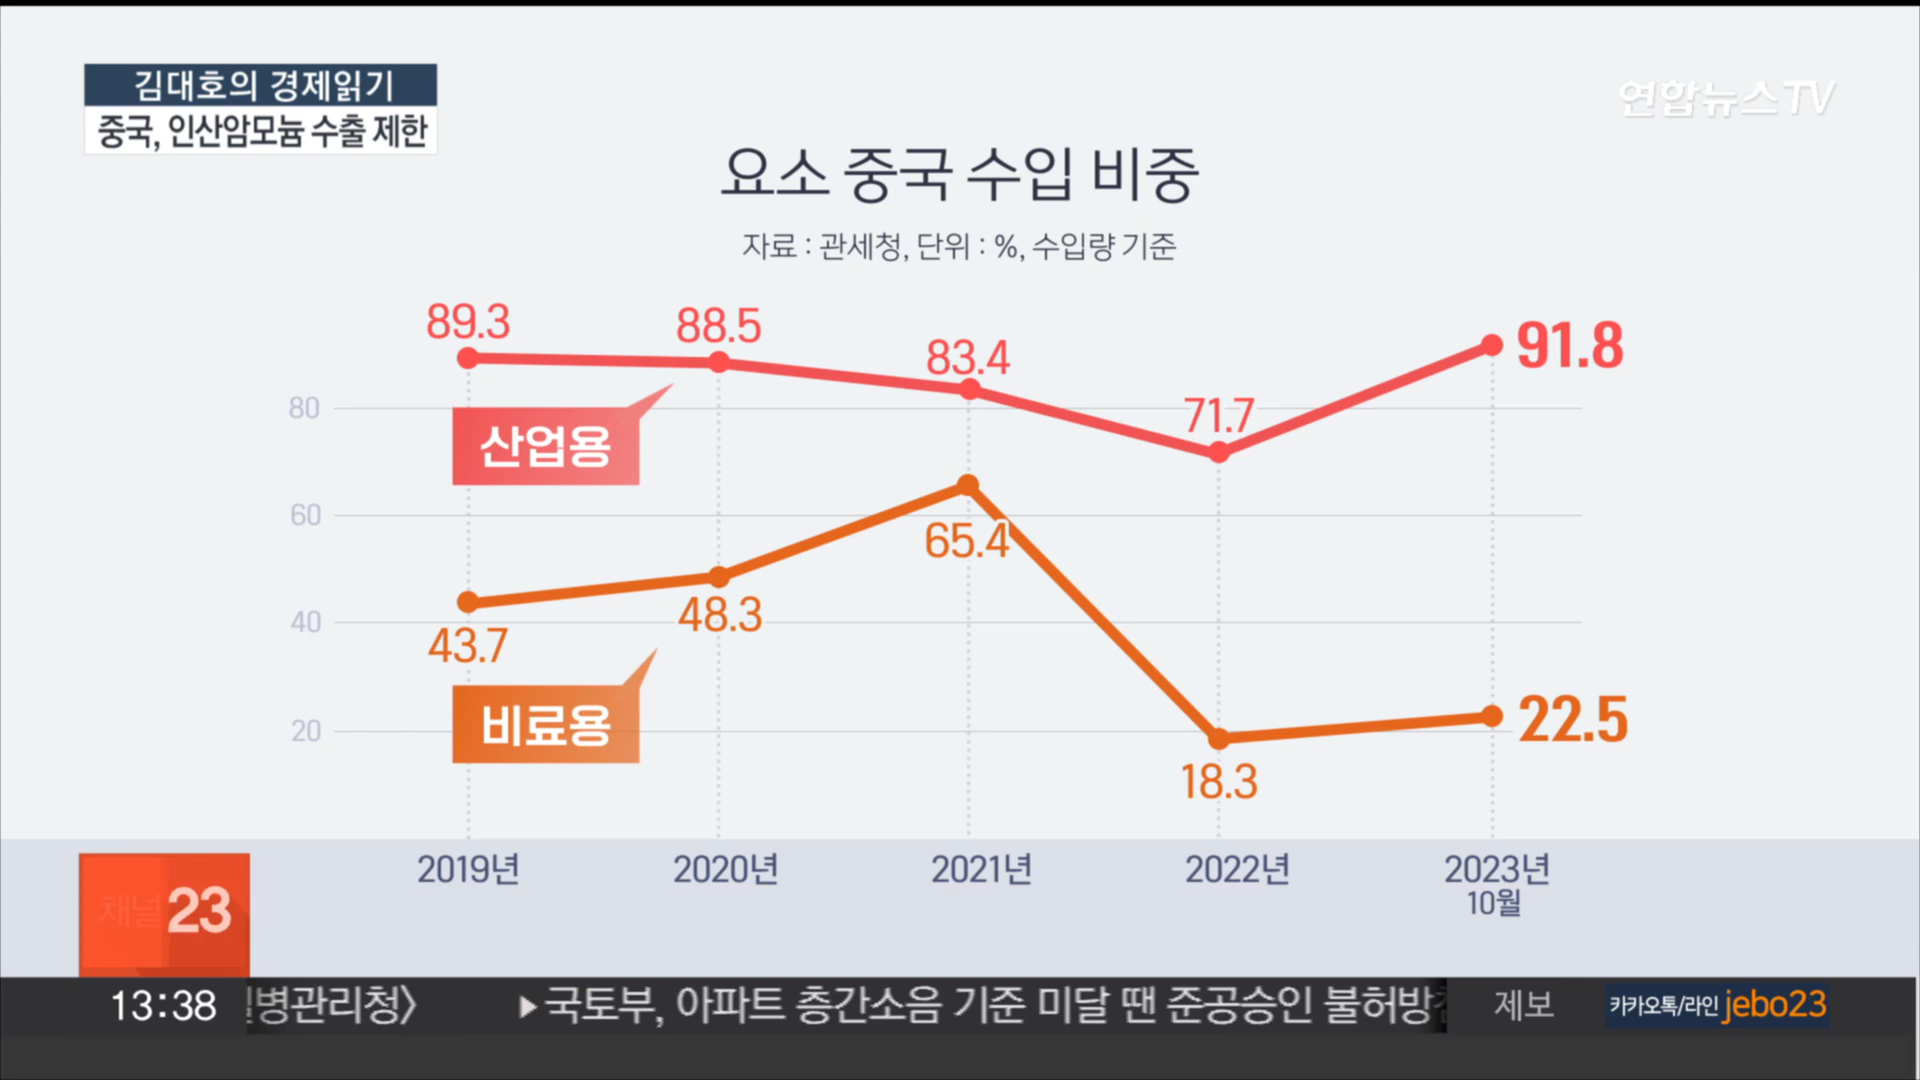 김대호의 경제읽기
중국, 인산암모늄 수출 제한
연합뉴스TV
요소 중국 수입 비중
자료 : 관세청, 단위 : %, 수입량 기준
89.3
88.5
83.4
71.7
91.8
80
산업용
60
65.4
48.3
40
43.7
비료용
20
18.3
22.5
2019년
2020년
2021년
2022년
2023년
10월
채널 23
13:38
병관리청〉 ▶국토부, 아파트 층간소음 기준 미달 땐 준공승인 불허방
제보
카카오톡/라인 jebo23